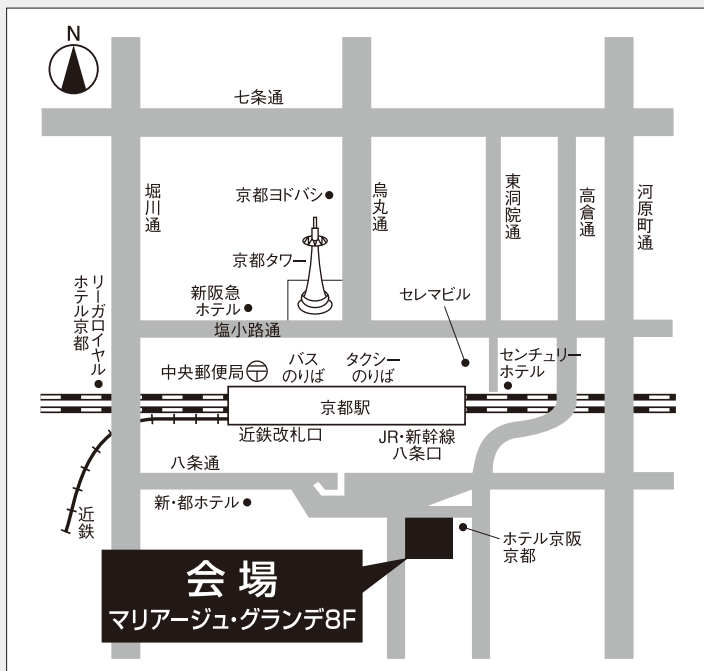 N
七条通
堀川通
京都ヨドバシ
烏丸通
東洞院通
高倉通
河原町通
京都タワー
新阪急
ホテル
セレマビル
リーガロイヤル
ホテル京都
塩小路通
中央郵便局
バス
のりば
タクシー
のりば
センチュリー
ホテル
京都駅
近鉄改札口
JR・新幹線
八条口
八条通
新・都ホテル
近鉄
ホテル京阪
京都
会場
マリアージュ・グランデ8F